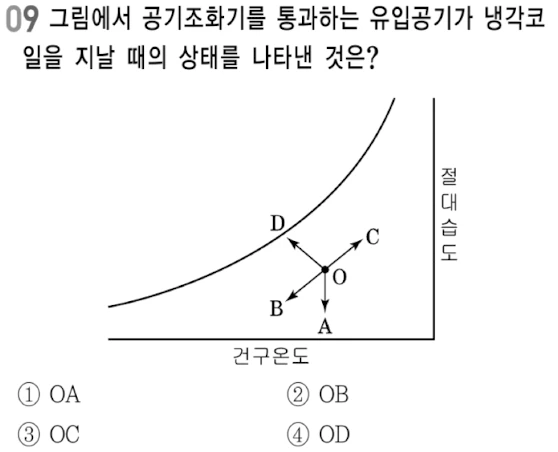 09 그림에서 공기조화기를 통과하는 유입공기가 냉각코
일을 지날 때의 상태를 나타낸 것은?
절대습도
D
C
O
B
A
건구온도
① OA
② OB
③ OC
④ OD